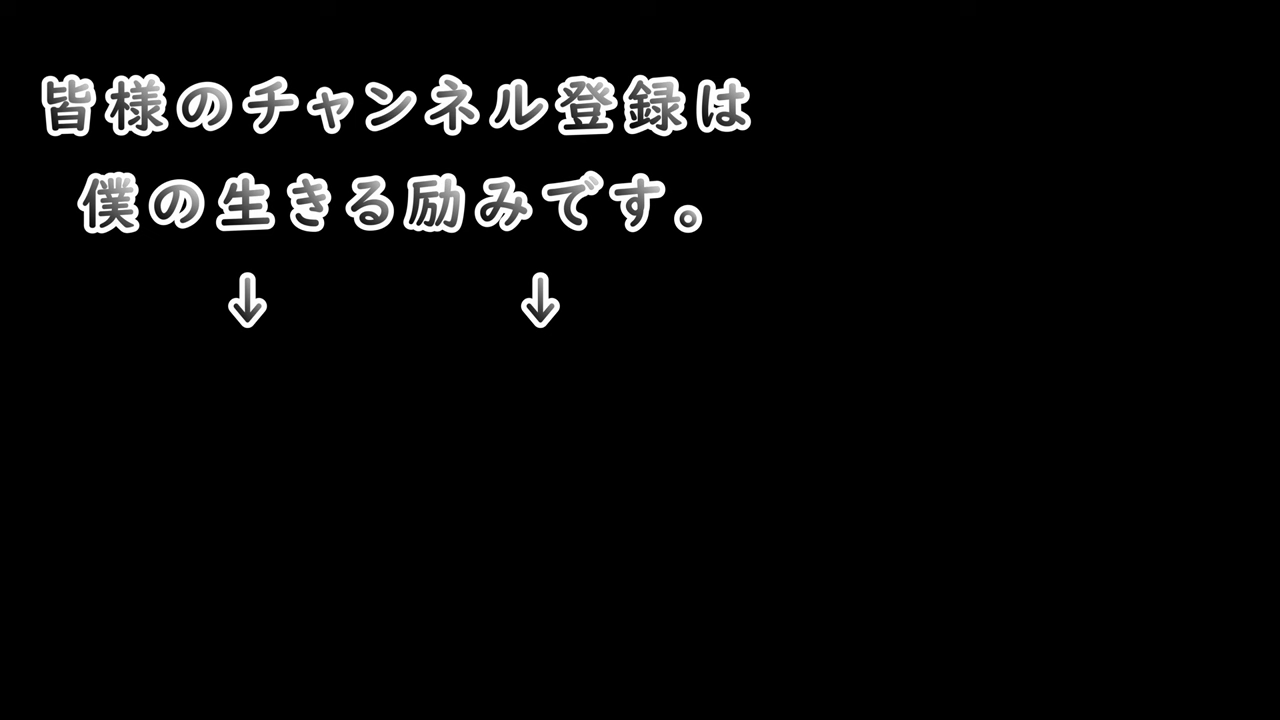 皆様のチャンネル登録は
僕の生きる励みです。
↓ ↓